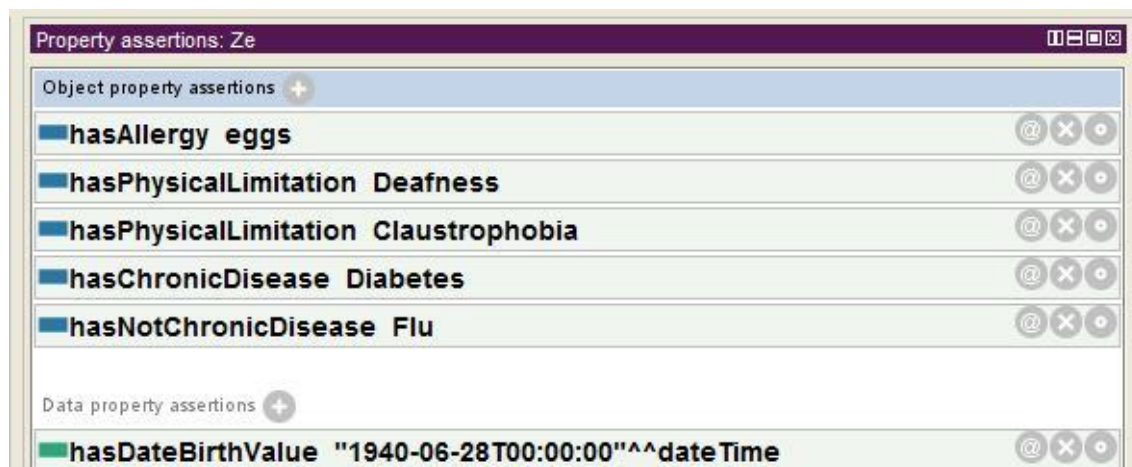 Property assertions: Ze
Object property assertions
hasAllergy eggs
hasPhysicalLimitation Deafness
hasPhysicalLimitation Claustrophobia
hasChronicDisease Diabetes
hasNotChronicDisease Flu
Data property assertions
hasDateBirthValue "1940-06-28T00:00:00"^^dateTime